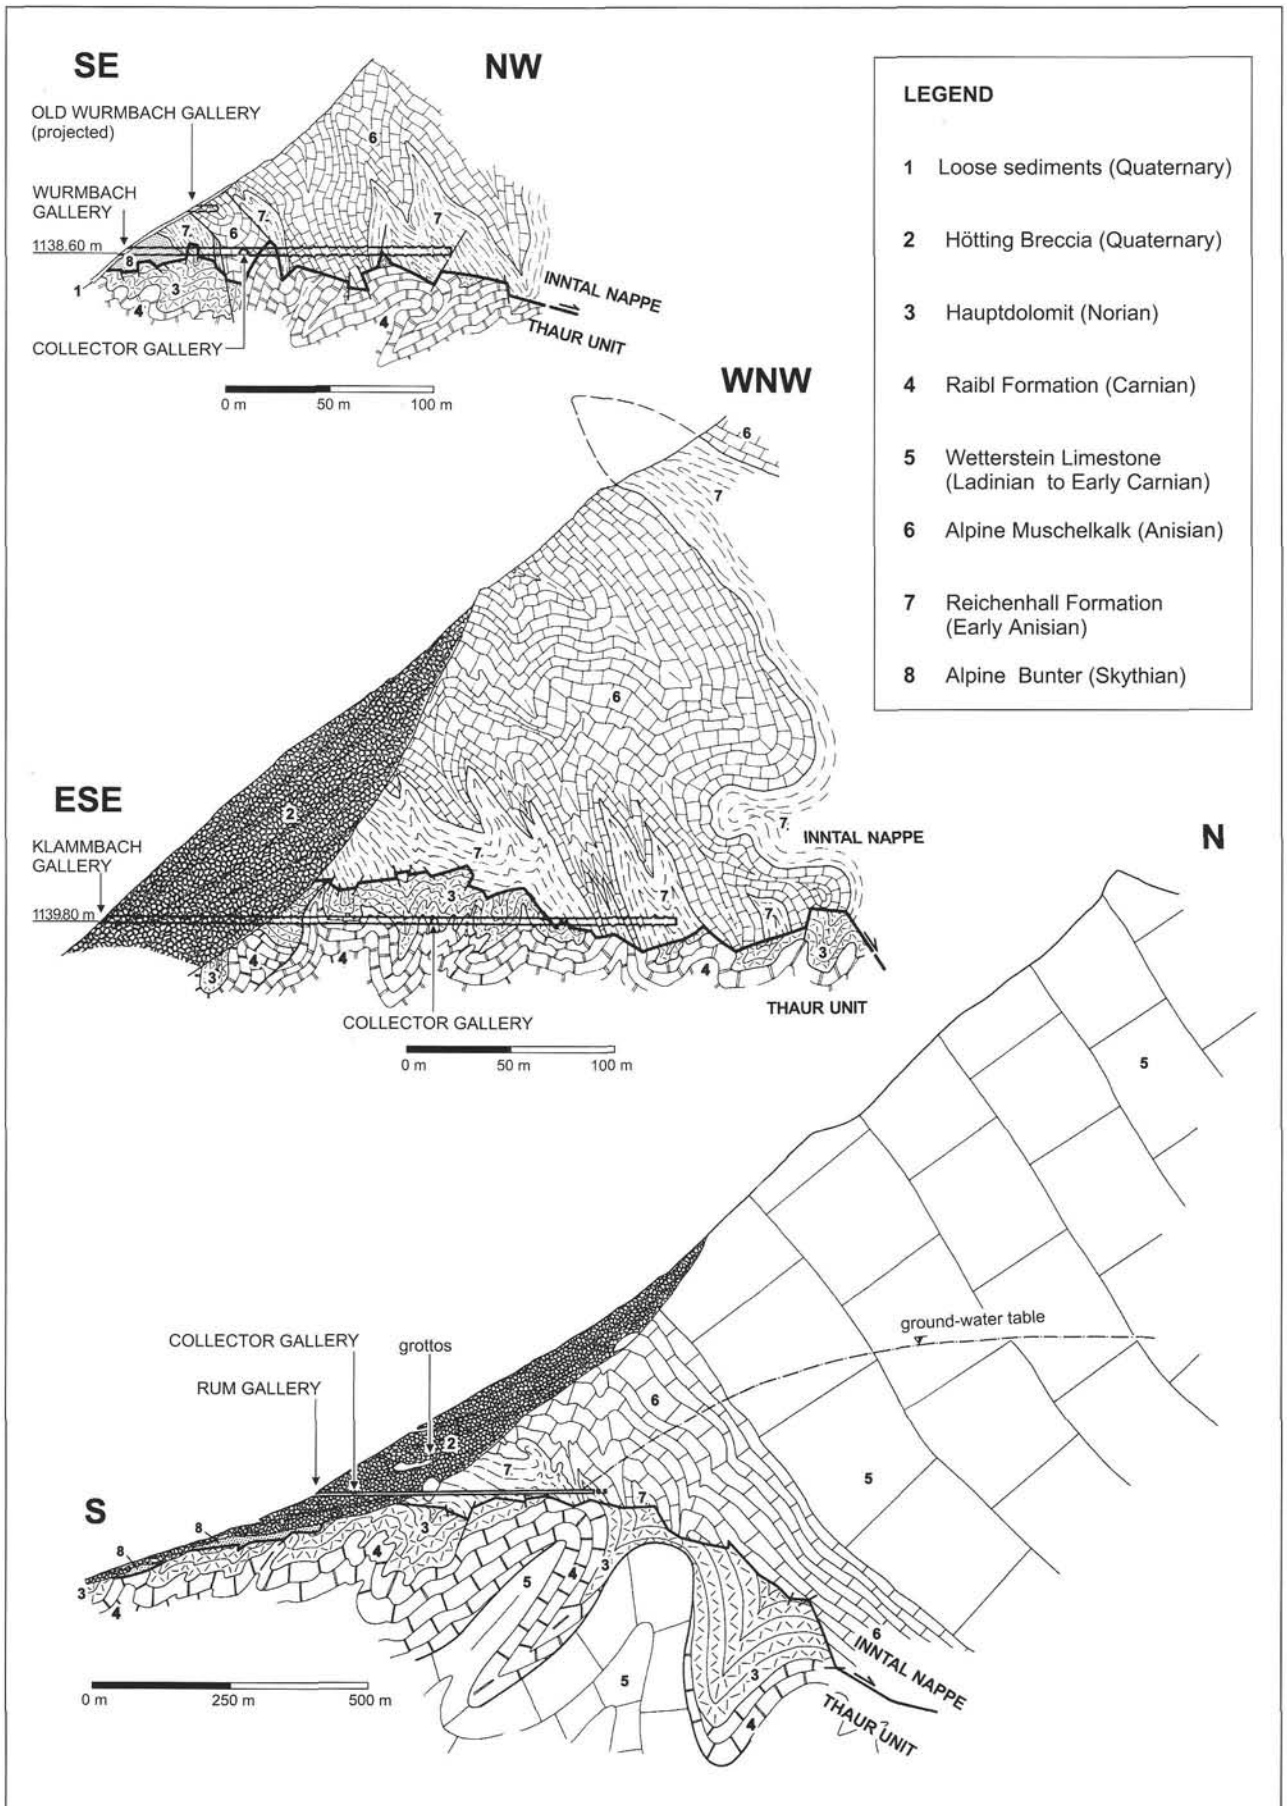 SE
NW
OLD WURMBACH GALLERY
(projected)
WURMBACH
GALLERY
1138.60 m
6
7
7
6
7
8
3
1
4
4
COLLECTOR GALLERY
INNTAL NAPPE
THAUR UNIT
0 m
50 m
100 m
LEGEND
1 Loose sediments (Quaternary)
2 Hötting Breccia (Quaternary)
3 Hauptdolomit (Norian)
4 Raibl Formation (Carnian)
5 Wetterstein Limestone
(Ladinian to Early Carnian)
6 Alpine Muschelkalk (Anisian)
7 Reichenhall Formation
(Early Anisian)
8 Alpine Bunter (Skythian)
WNW
6
7
6
ESE
2
7
INNTAL NAPPE
KLAMMBACH
GALLERY
7
3
7
1139.80 m
7
3
4
4
4
3
THAUR UNIT
COLLECTOR GALLERY
0 m
50 m
100 m
N
5
ground-water table
COLLECTOR GALLERY
grottos
RUM GALLERY
6
2
7
5
7
S
8
8
3
3
4
3
4
4
5
5
3
4
6
INNTAL NAPPE
THAUR UNIT
0 m
250 m
500 m